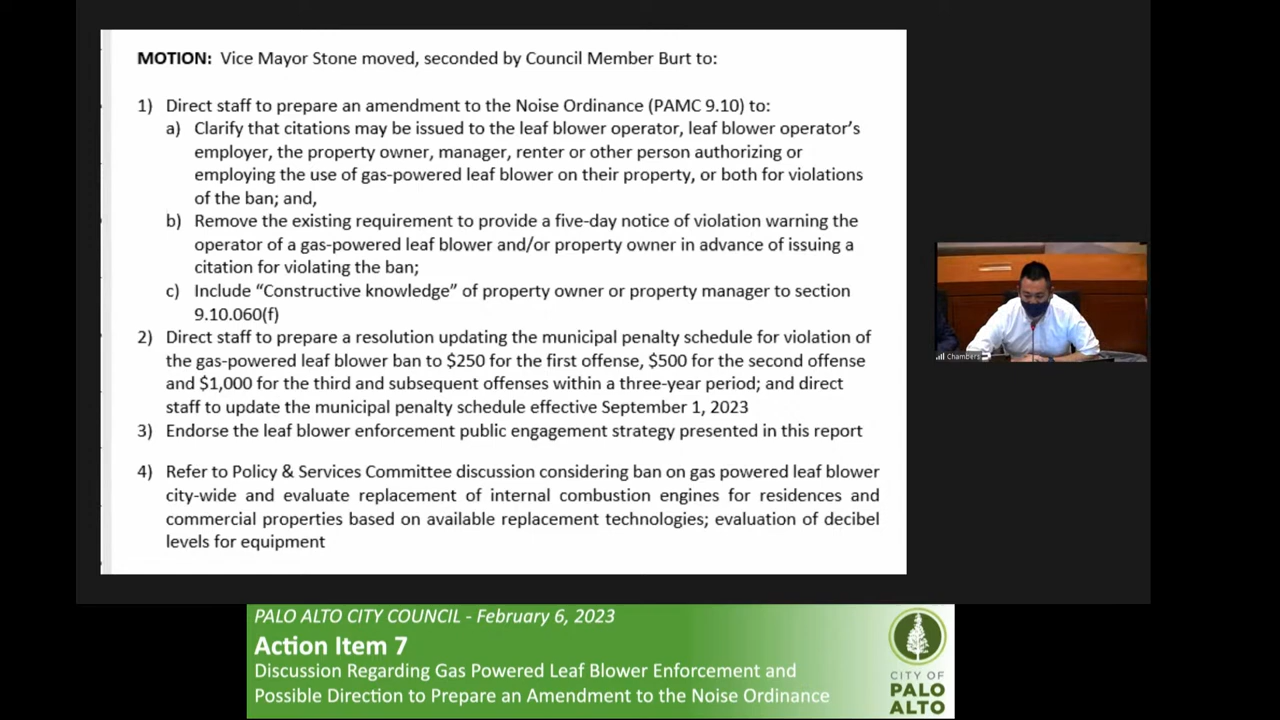 MOTION: Vice Mayor Stone moved, seconded by Council Member Burt to:
1) Direct staff to prepare an amendment to the Noise Ordinance (PAMC 9.10) to:
a) Clarify that citations may be issued to the leaf blower operator, leaf blower operator's
employer, the property owner, manager, renter or other person authorizing or
employing the use of gas-powered leaf blower on their property, or both for violations
of the ban; and,
b) Remove the existing requirement to provide a five-day notice of violation warning the
operator of a gas-powered leaf blower and/or property owner in advance of issuing a
citation for violating the ban;
c) Include “Constructive knowledge” of property owner or property manager to section
9.10.060(f)
2) Direct staff to prepare a resolution updating the municipal penalty schedule for violation of
the gas-powered leaf blower ban to $250 for the first offense, $500 for the second offense
and $1,000 for the third and subsequent offenses within a three-year period; and direct
staff to update the municipal penalty schedule effective September 1, 2023
3) Endorse the leaf blower enforcement public engagement strategy presented in this report
4) Refer to Policy & Services Committee discussion considering ban on gas powered leaf blower
city-wide and evaluate replacement of internal combustion engines for residences and
commercial properties based on available replacement technologies; evaluation of decibel
levels for equipment
Chambers
PALO ALTO CITY COUNCIL - February 6, 2023
Action Item 7
Discussion Regarding Gas Powered Leaf Blower Enforcement and
Possible Direction to Prepare an Amendment to the Noise Ordinance
CITY OF
PALO
ALTO